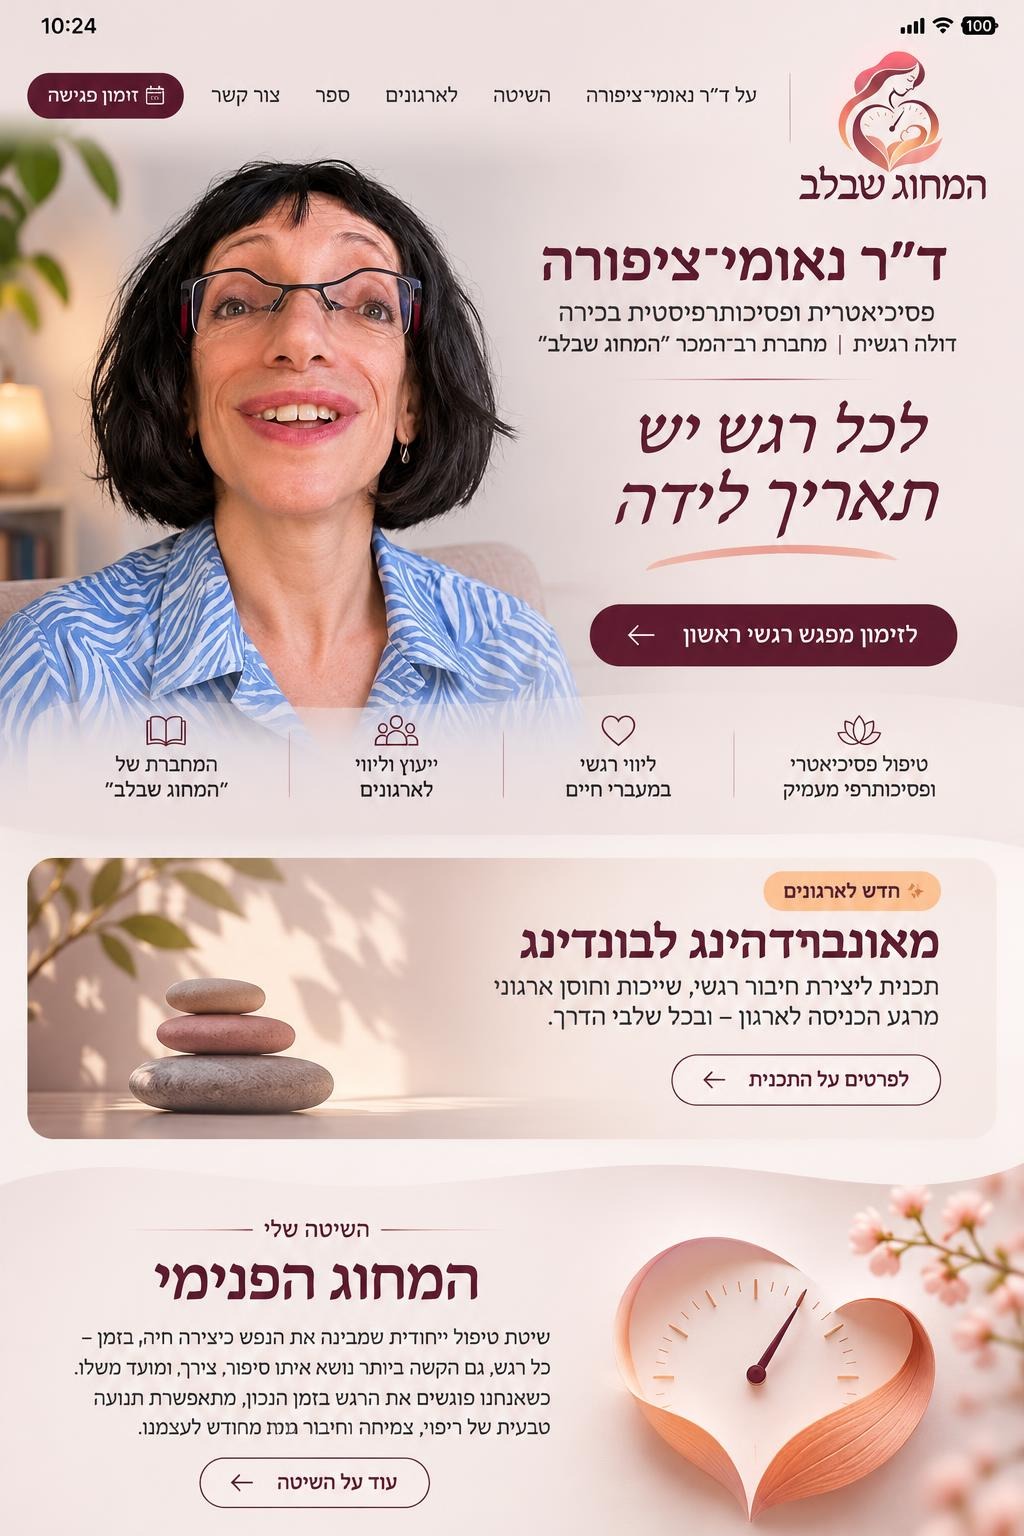 10:24
100
המחוג שבלב
על ד״ר נאומי־ציפורה
השיטה
לארגונים
ספר
צור קשר
זומון פגישה
ד״ר נאומי־ציפורה
פסיכיאטרית ופסיכותרפיסטית בכירה
דולה רגשית | מחברת רב־המכר ״המחוג שבלב״
לכל רגש יש
תאריך לידה
לזימון מפגש רגשי ראשון
טיפול פסיכיאטרי
ופסיכותרפי מעמיק
ליווי רגשי
במעברי חיים
ייעוץ וליווי
לארגונים
המחברת של
״המחוג שבלב״
חדש לארגונים
לבונדינג
תכנית ליצירת חיבור רגשי, שייכות וחוסן ארגוני
מרגע הכניסה לארגון – ובכל שלבי הדרך.
לפרטים על התכנית
השיטה שלי
המחוג הפנימי
שיטת טיפול ייחודית שמבינה את הנפש כיצירה חיה, בזמן –
כל רגש, גם הקשה ביותר נושא איתו סיפור, צירך, ומועד משלו.
כשאנחנו פוגשים את הרגש בזמן הנכון, מתאפשרת תנועה
טבעית של ריפוי, צמיחה וחיבור מחודש לעצמנו.
עוד על השיטה